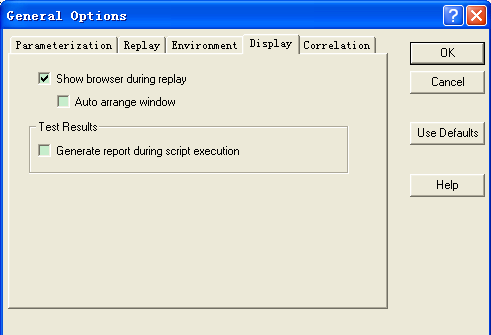 General Options
Parameterization Replay Environment Display Correlation
Show browser during replay
Auto arrange window
Test Results
Generate report during script execution
OK
Cancel
Use Defaults
Help